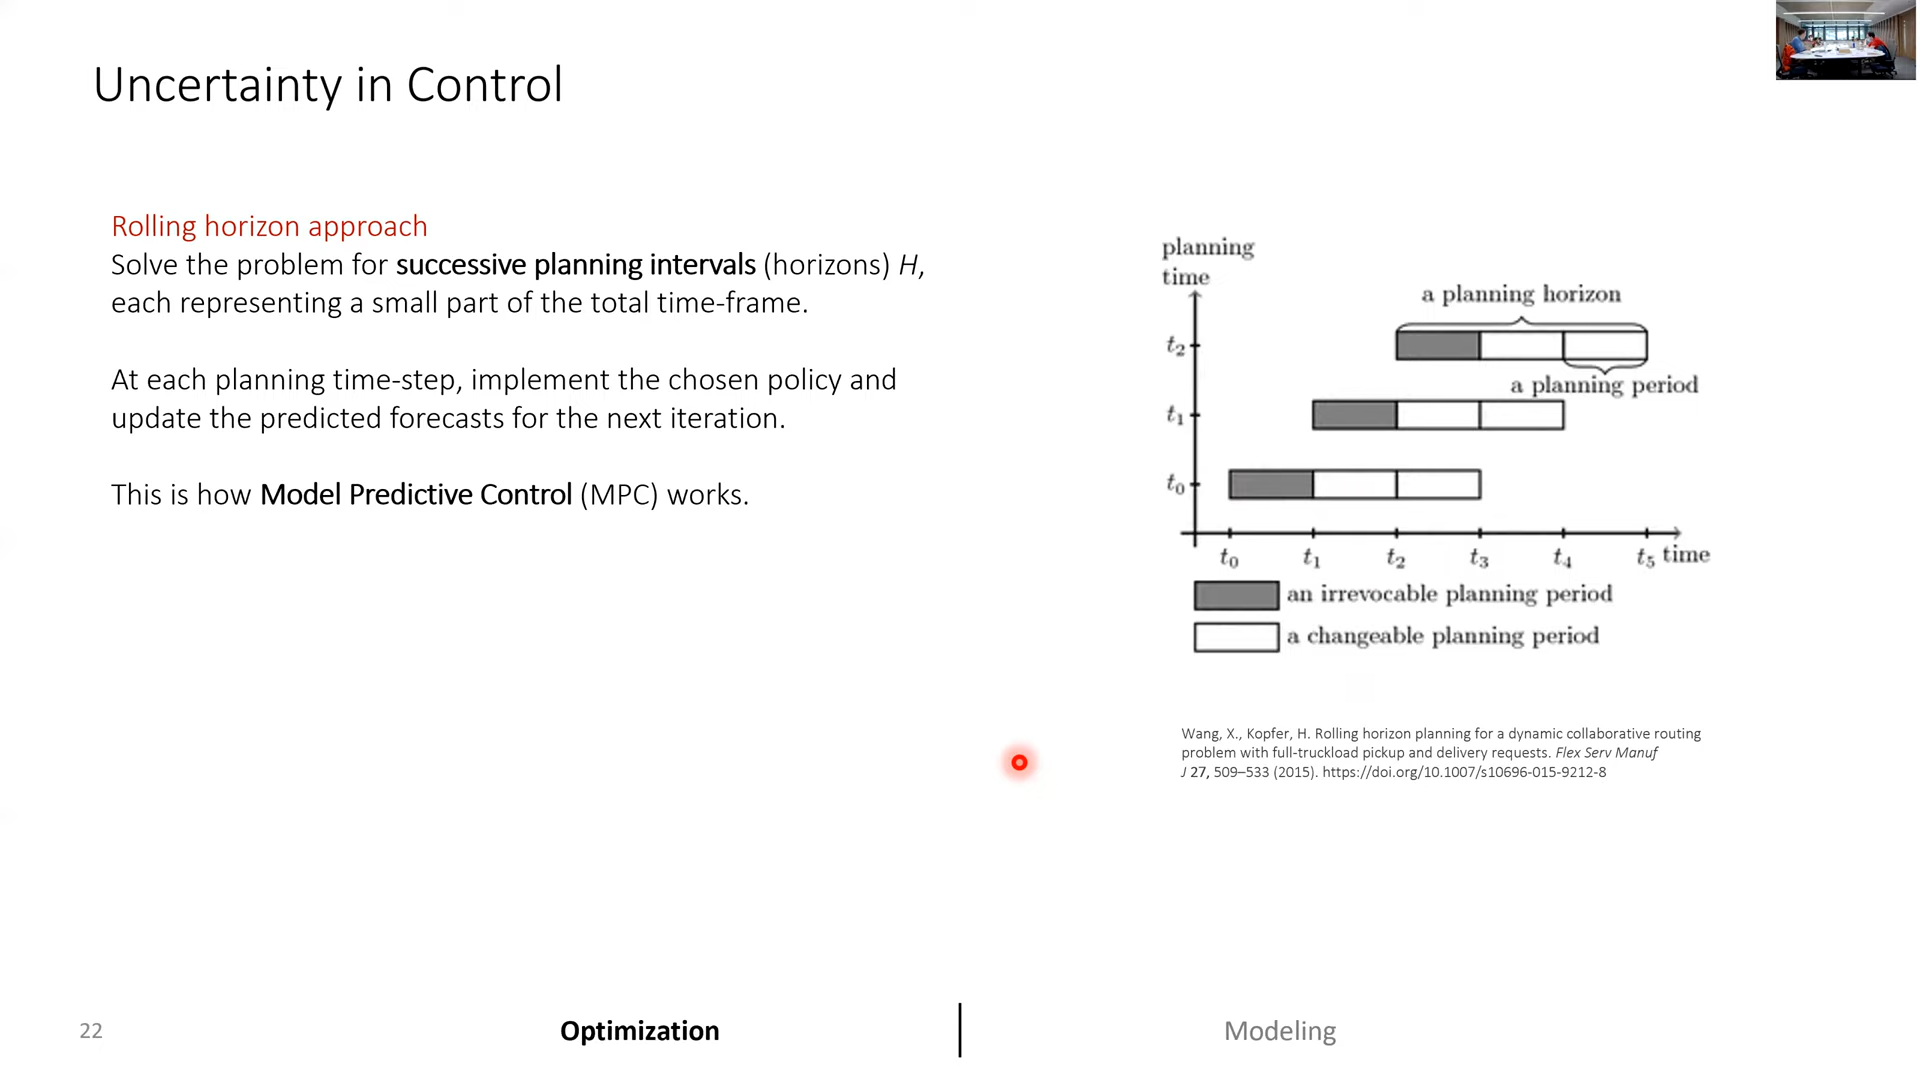 Uncertainty in Control
Rolling horizon approach
Solve the problem for successive planning intervals (horizons) H,
each representing a small part of the total time-frame.
At each planning time-step, implement the chosen policy and
update the predicted forecasts for the next iteration.
This is how Model Predictive Control (MPC) works.
planning
time
a planning horizon
t2
a planning period
t1
t0
t0 t1 t2 t3 t4 t5 time
an irrevocable planning period
a changeable planning period
Wang, X., Kopfer, H. Rolling horizon planning for a dynamic collaborative routing
problem with full-truckload pickup and delivery requests. Flex Serv Manuf
J 27, 509–533 (2015). https://doi.org/10.1007/s10696-015-9212-8
22
Optimization
Modeling